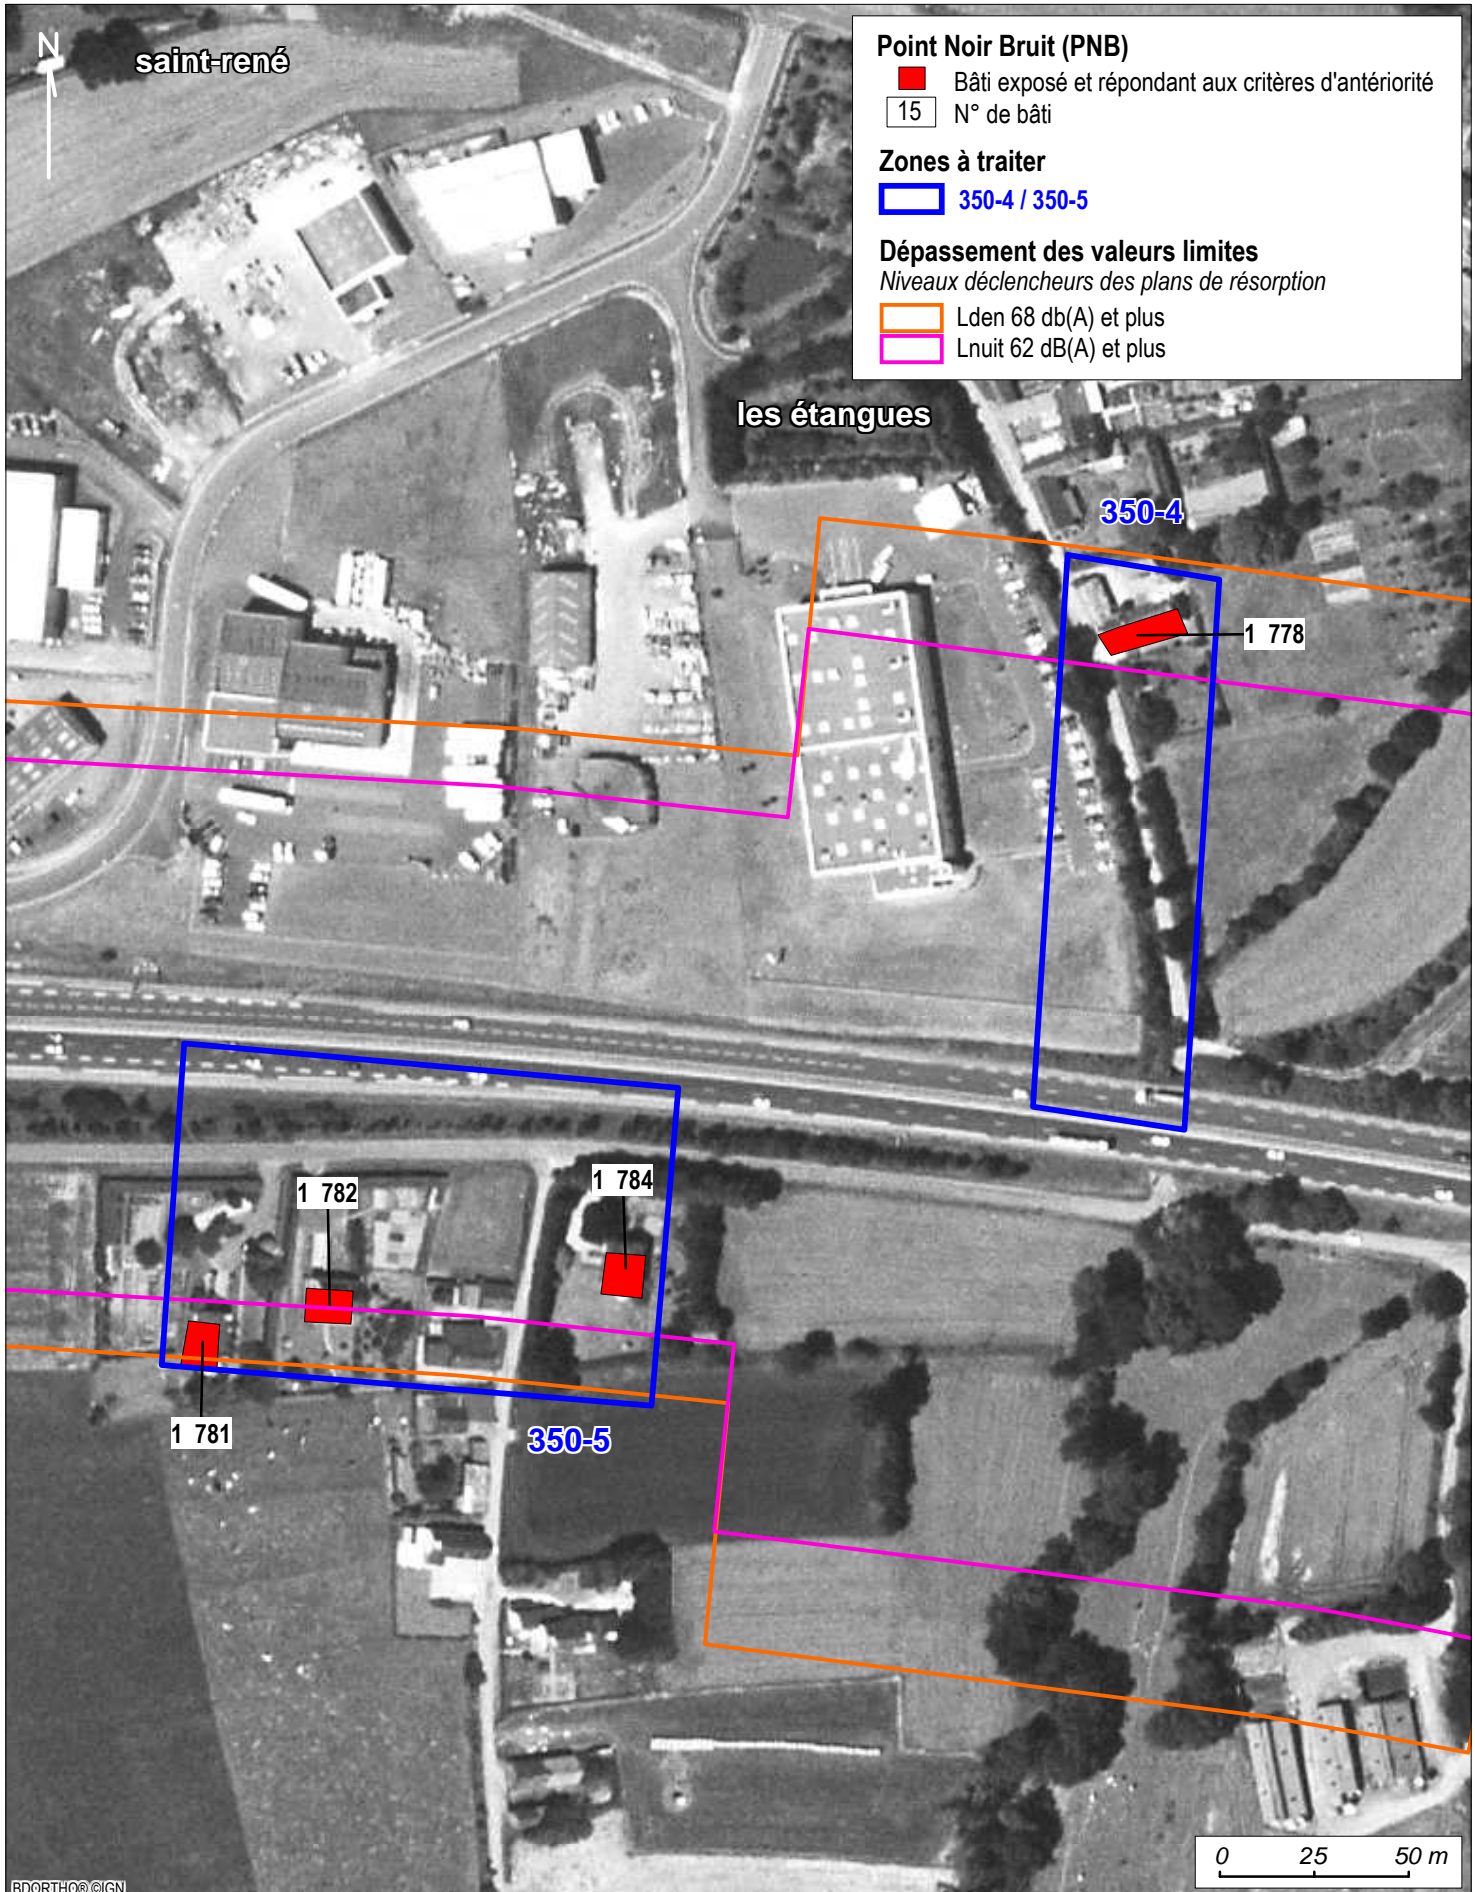 N
saint-rené
Point Noir Bruit (PNB)
Bâti exposé et répondant aux critères d'antériorité
15 N° de bâti
Zones à traiter
350-4 / 350-5
Dépassement des valeurs limites
Niveaux déclencheurs des plans de résorption
Lden 68 db(A) et plus
Lnuit 62 dB(A) et plus
les étangues
350-4
1 778
1 784
1 782
1 781
350-5
0 25 50 m
BDORTHO® ©IGN